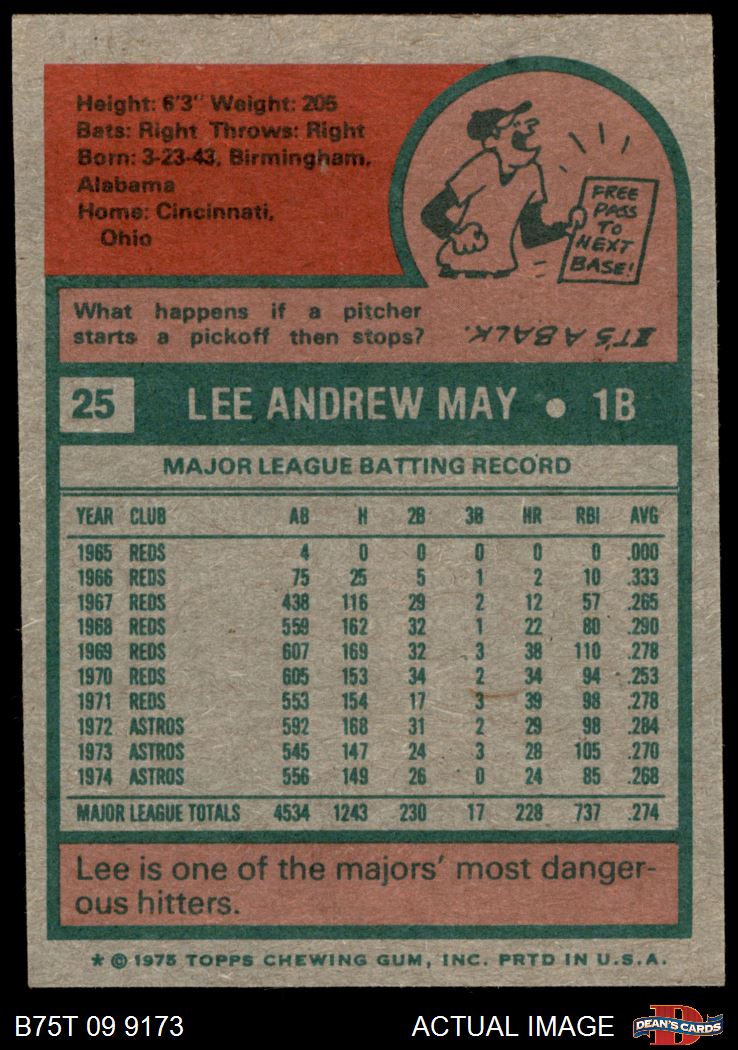 Height: 6'3" Weight: 205
Bats: Right Throws: Right
Born: 3-23-43, Birmingham,
Alabama
Home: Cincinnati,
Ohio
FREE
PASS
TO
NEXT
BASE!
What happens if a pitcher
starts a pickoff then stops?
IT'S A BALK.
25 LEE ANDREW MAY • 1B
MAJOR LEAGUE BATTING RECORD
YEAR CLUB AB H 2B 3B HR RBI AVG
1965 REDS 4 0 0 0 0 0 .000
1966 REDS 75 25 5 1 2 10 .333
1967 REDS 438 116 29 2 12 57 .265
1968 REDS 559 162 32 1 22 80 .290
1969 REDS 607 169 32 3 38 110 .278
1970 REDS 605 153 34 2 34 94 .253
1971 REDS 553 154 17 3 39 98 .278
1972 ASTROS 592 168 31 2 29 98 .284
1973 ASTROS 545 147 24 3 28 105 .270
1974 ASTROS 556 149 26 0 24 85 .268
MAJOR LEAGUE TOTALS 4534 1243 230 17 228 737 .274
Lee is one of the majors' most danger-
ous hitters.
* © 1975 TOPPS CHEWING GUM, INC. PRTD IN U.S.A.
B75T 09 9173 ACTUAL IMAGE DEAN'S CARDS